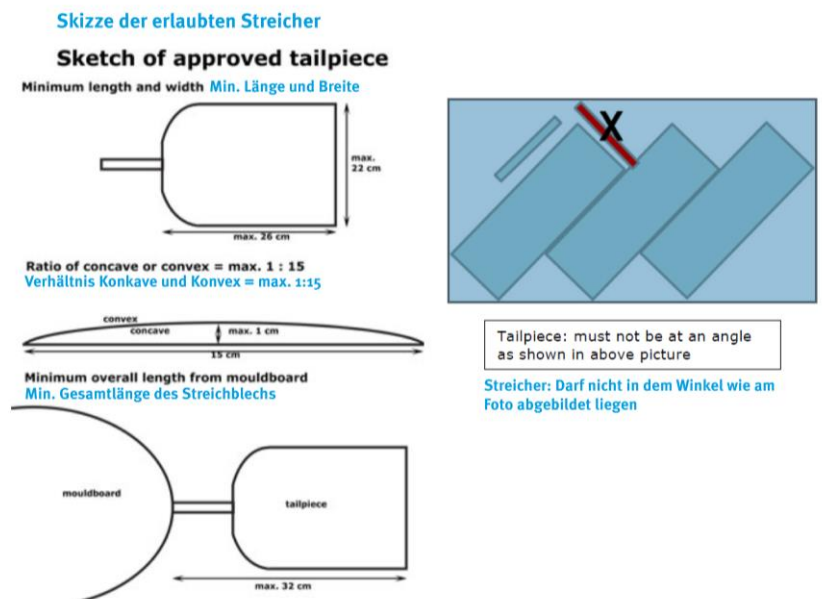 Skizze der erlaubten Streicher
Sketch of approved tailpiece
Minimum length and width Min. Länge und Breite
max.
22 cm
max. 26 cm
Ratio of concave or convex = max. 1 : 15
Verhältnis Konkave und Konvex = max. 1:15
convex
concave
max. 1 cm
15 cm
Minimum overall length from mouldboard
Min. Gesamtlänge des Streichblechs
mouldboard
tailpiece
max. 32 cm
X
Tailpiece: must not be at an angle
as shown in above picture
Streicher: Darf nicht in dem Winkel wie am
Foto abgebildet liegen